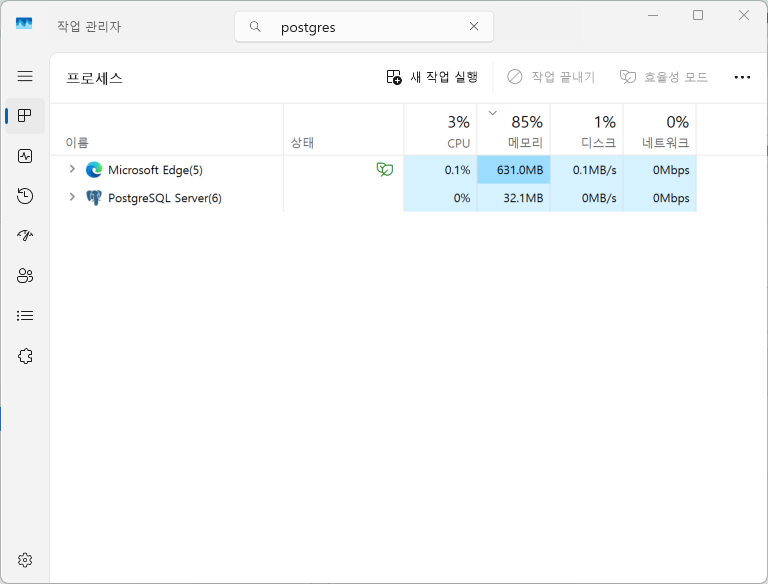 작업 관리자
postgres
프로세스
새 작업 실행
작업 끝내기
효율성 모드
이름
상태
3%
CPU
85%
메모리
1%
디스크
0%
네트워크
Microsoft Edge(5) 0.1% 631.0MB 0.1MB/s 0Mbps
PostgreSQL Server(6) 0% 32.1MB 0MB/s 0Mbps